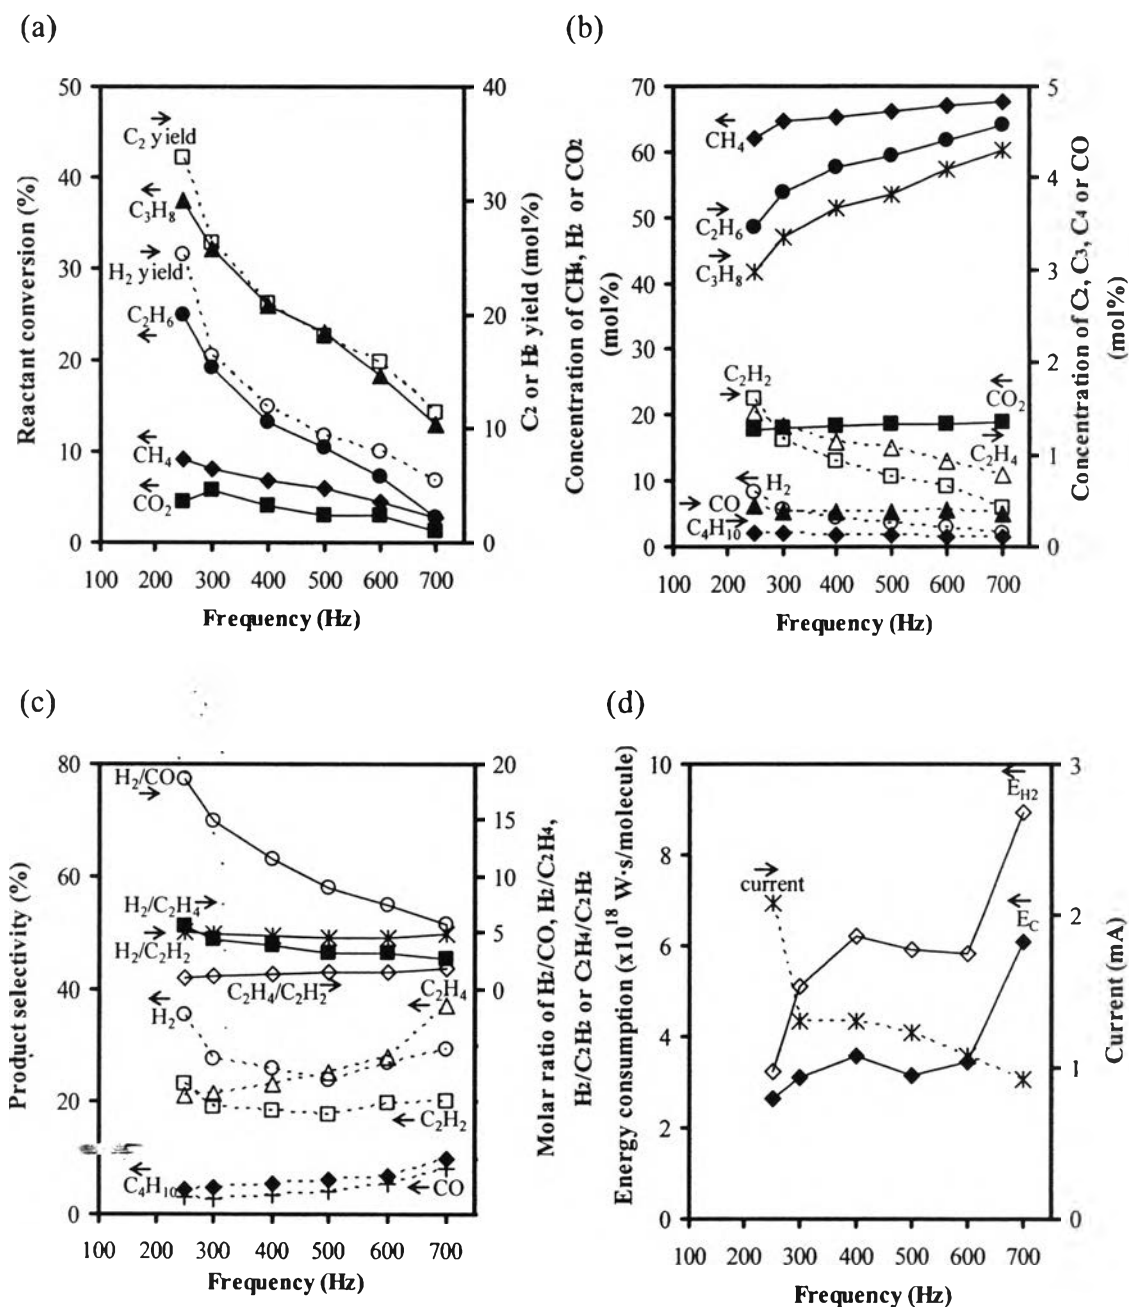 (a)
(b)
50
40
30
20
10
0
40
30
20
10
0
100 200 300 400 500 600 700
Reactant conversion (%)
C2 or H2 yield (mol%)
Frequency (Hz)
C2 yield
C3H8
H2 yield
C2H6
CH4
CO2
70
60
50
40
30
20
10
0
5
4
3
2
1
0
100 200 300 400 500 600 700
Concentration of CH4, H2 or CO2
(mol%)
Concentration of C2, C3, C4 or CO
(mol%)
Frequency (Hz)
CH4
C2H6
C3H8
C2H2
CO2
C2H4
H2
CO
C4H10
(c)
(d)
80
60
40
20
0
20
15
10
5
0
100 200 300 400 500 600 700
Product selectivity (%)
Molar ratio of H2/CO, H2/C2H4,
H2/C2H2 or C2H4/C2H2
Frequency (Hz)
H2/CO
H2/C2H4
H2/C2H2
C2H4/C2H2
C2H4
H2
C2H2
C4H10
CO
10
8
6
4
2
0
3
2
1
0
100 200 300 400 500 600 700
Energy consumption (x10^18 W·s/molecule)
Current (mA)
Frequency (Hz)
EH2
current
EC